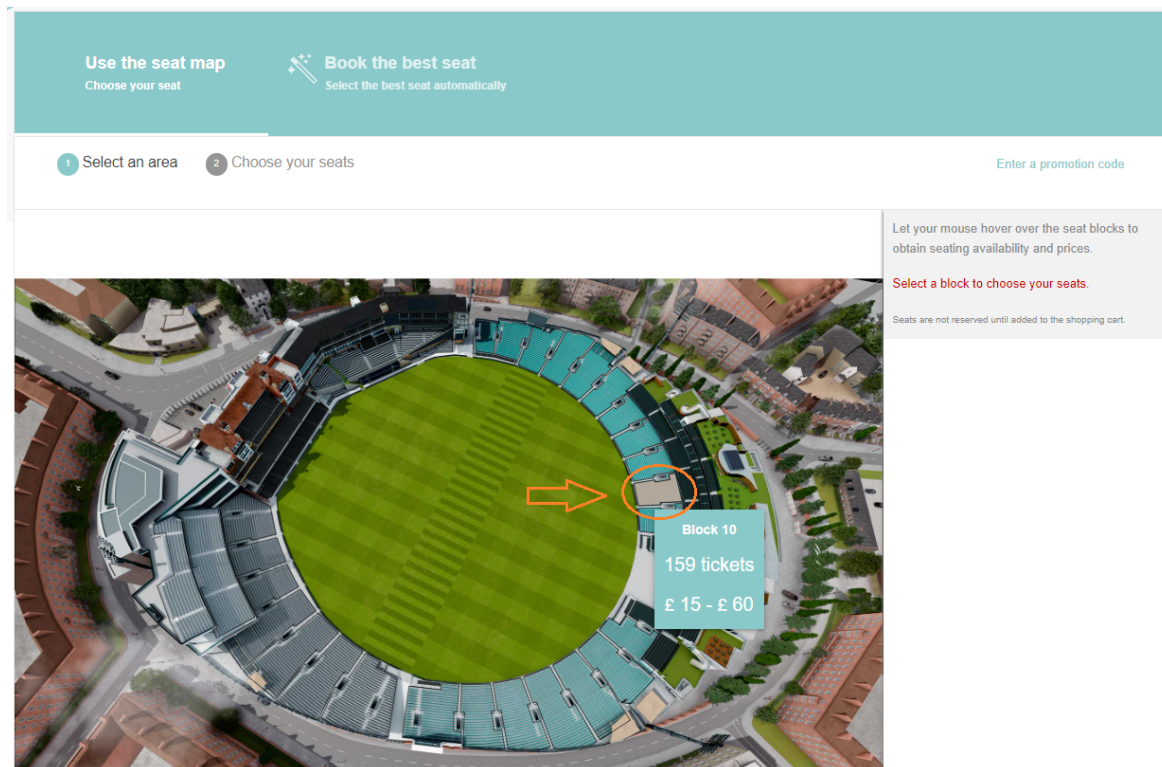 Use the seat map
Choose your seat
Book the best seat
Select the best seat automatically
1 Select an area
2 Choose your seats
Enter a promotion code
Let your mouse hover over the seat blocks to
obtain seating availability and prices.
Select a block to choose your seats.
Seats are not reserved until added to the shopping cart.
Block 10
159 tickets
£ 15 - £ 60